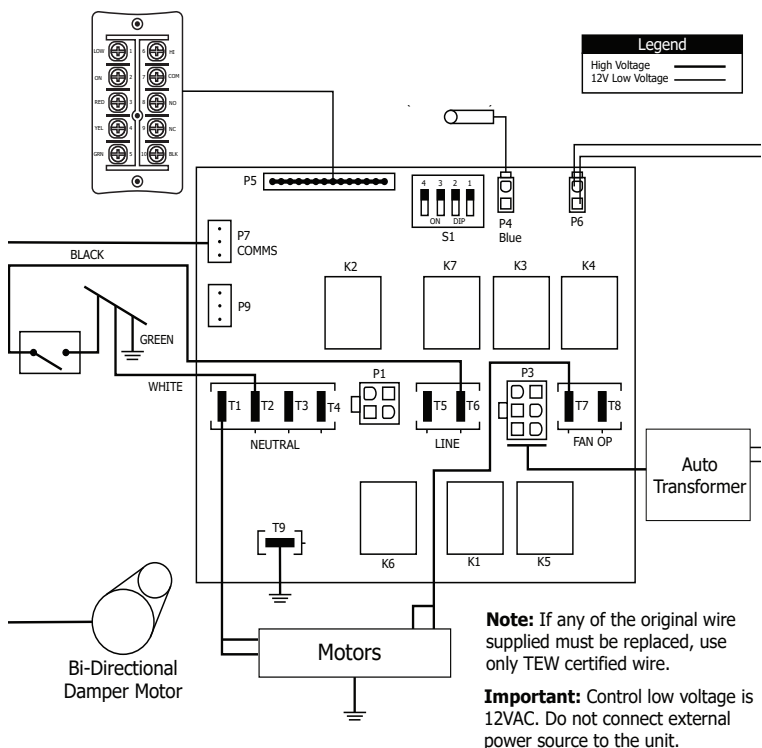 Legend
High Voltage
12V Low Voltage
LOW 1 6 HI
ON 2 7 COM
RED 3 8 NO
YEL 4 9 NC
GRN 5 10 BLK
P5
4 3 2 1
ON DIP
S1
P4
Blue
P6
P7
COMMS
BLACK
P9
K2
K7
K3
K4
GREEN
WHITE
P1
P3
T1
T2
T3
T4
T5
T6
T7
T8
NEUTRAL
LINE
FAN OP
Auto
Transformer
T9
K6
K1
K5
Motors
Bi-Directional
Damper Motor
Note: If any of the original wire
supplied must be replaced, use
only TEW certified wire.
Important: Control low voltage is
12VAC. Do not connect external
power source to the unit.